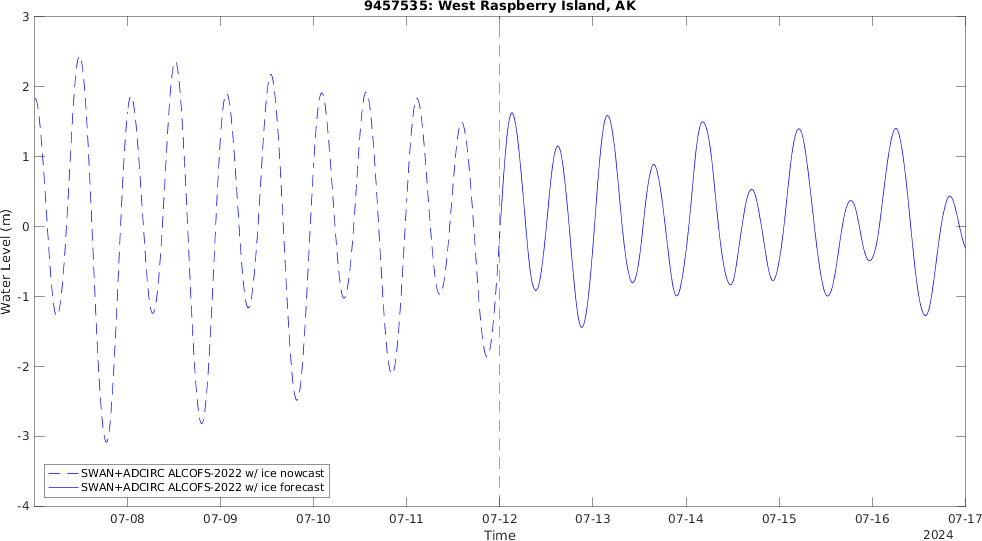 9457535: West Raspberry Island, AK
Water Level (m)
3
2
1
0
-1
-2
-3
-4
SWAN+ADCIRC ALCOFS-2022 w/ ice nowcast
SWAN+ADCIRC ALCOFS-2022 w/ ice forecast
07-08 07-09 07-10 07-11 07-12 07-13 07-14 07-15 07-16 07-17
Time
2024